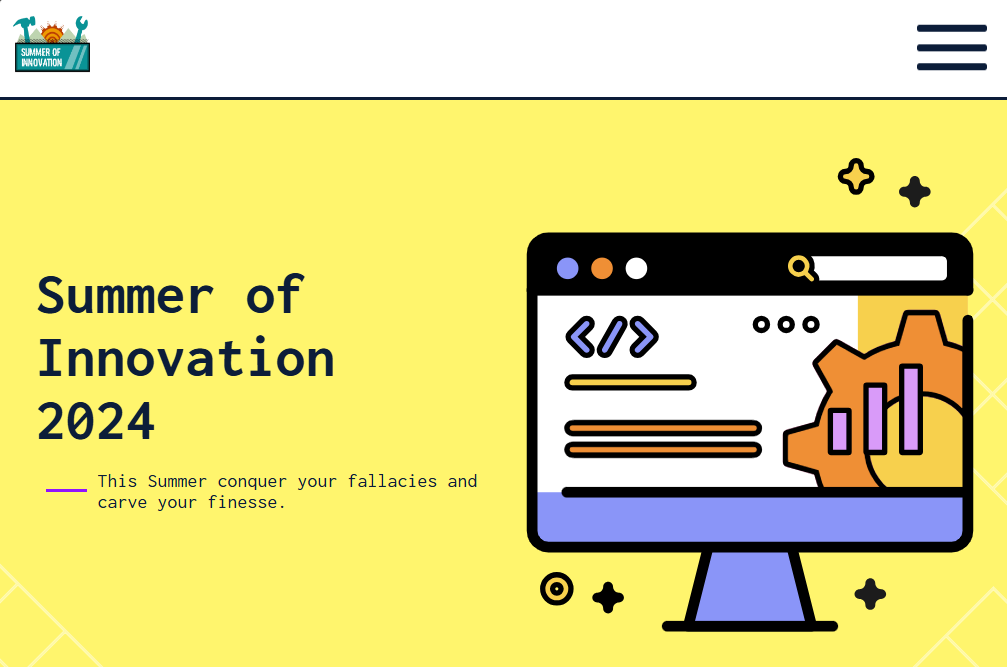 SUMMER OF
INNOVATION
Summer of
Innovation
2024
This Summer conquer your fallacies and
carve your finesse.